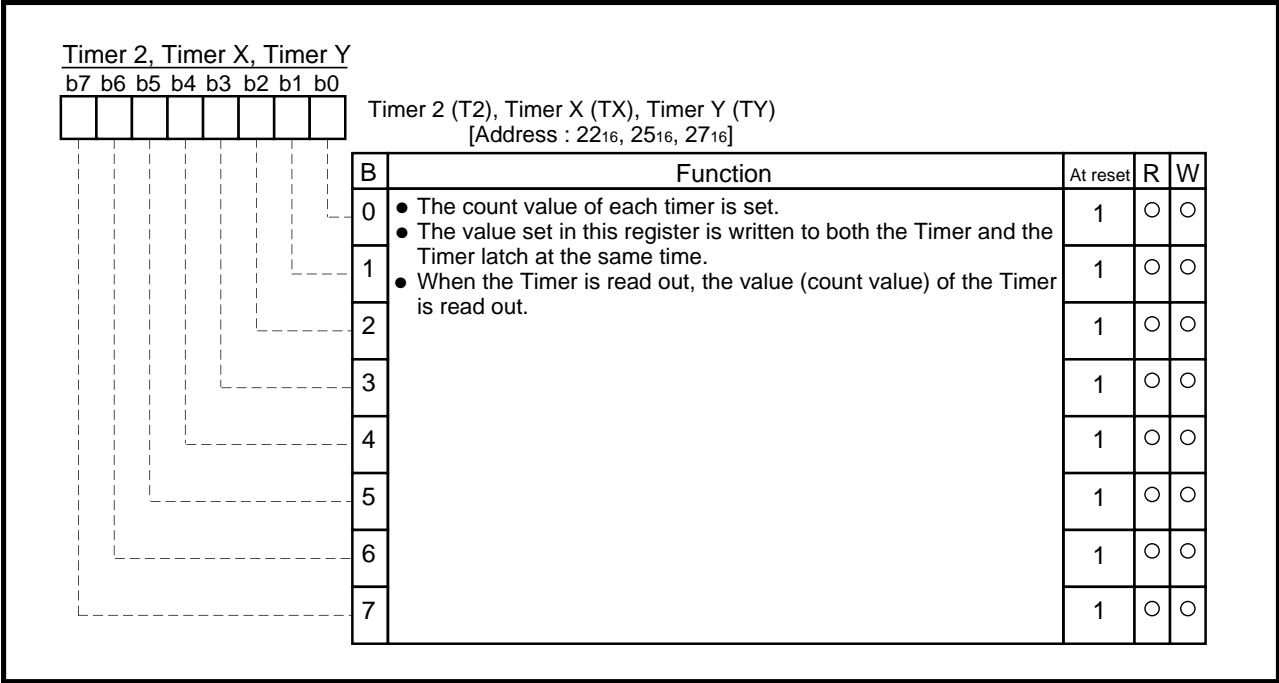 Timer 2, Timer X, Timer Y
b7 b6 b5 b4 b3 b2 b1 b0
Timer 2 (T2), Timer X (TX), Timer Y (TY)
[Address : 22₁₆, 25₁₆, 27₁₆]
B Function At reset R W
0 ● The count value of each timer is set. 1 ○ ○
● The value set in this register is written to both the Timer and the
Timer latch at the same time.
1 1 ○ ○
● When the Timer is read out, the value (count value) of the Timer
is read out.
2 1 ○ ○
3 1 ○ ○
4 1 ○ ○
5 1 ○ ○
6 1 ○ ○
7 1 ○ ○